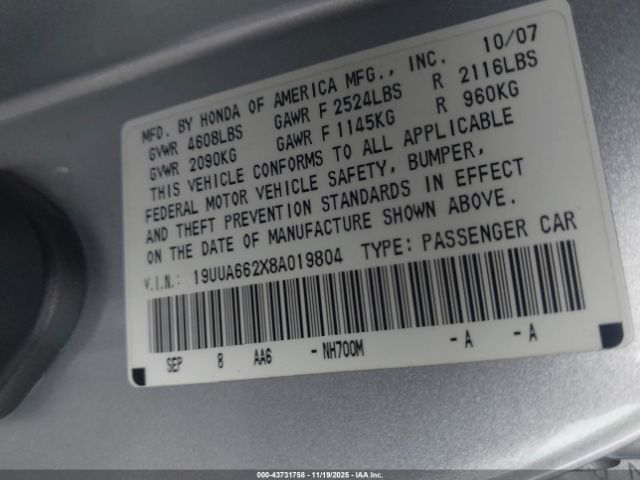 MFD. BY HONDA OF AMERICA MFG., INC. 10/07
GVWR 4608LBS GAWR F 2524LBS R 2116LBS
GVWR 2090KG GAWR F 1145KG R 960KG
THIS VEHICLE CONFORMS TO ALL APPLICABLE
FEDERAL MOTOR VEHICLE SAFETY, BUMPER,
AND THEFT PREVENTION STANDARDS IN EFFECT
ON THE DATE OF MANUFACTURE SHOWN ABOVE.
V.I.N.: 19UUA662X8A019804 TYPE: PASSENGER CAR
SEP 8 AA6 -NH700M -A -A
000-43731758 - 11/19/2025 - IAA Inc.